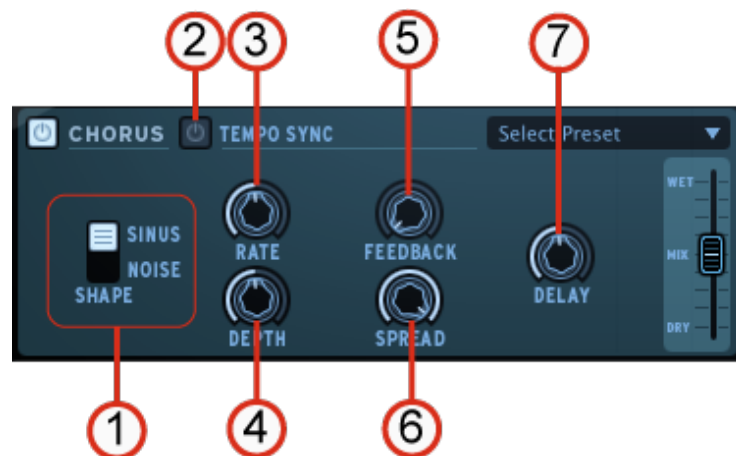 2 3 5 7
CHORUS TEMPO SYNC Select Preset
WET
SINUS
NOISE
SHAPE
RATE FEEDBACK
MIX
DELAY
DEPTH SPREAD
DRY
1 4 6